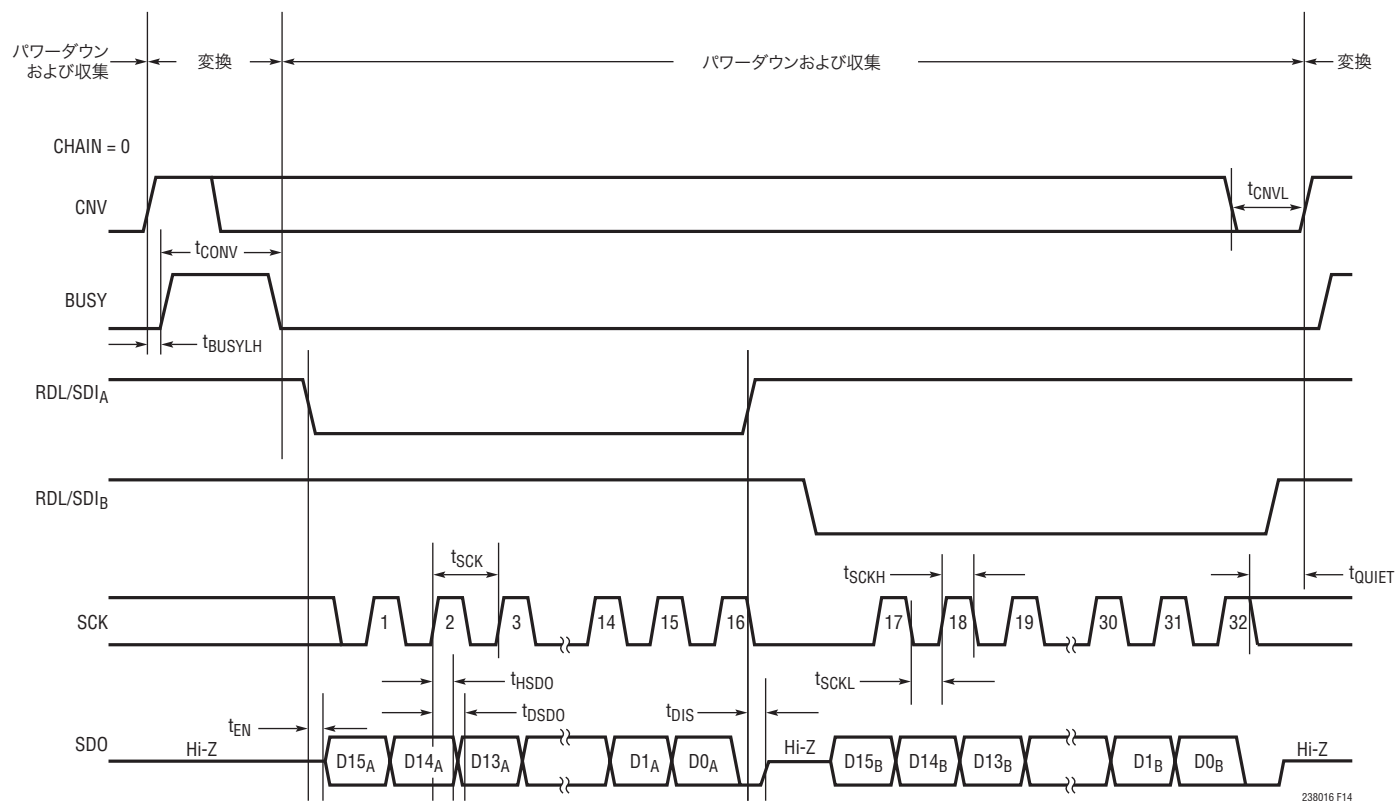 パワーダウン
および収集
変換
パワーダウンおよび収集
変換
CHAIN = 0
CNV
tCNVL
tCONV
BUSY
tBUSYLH
RDL/SDIA
RDL/SDIB
tSCK
tSCKH
tQUIET
SCK
1 2 3 14 15 16 17 18 19 30 31 32
tHSDO
tSCKL
tEN
tDSDO
tDIS
SDO
Hi-Z D15A D14A D13A D1A D0A Hi-Z D15B D14B D13B D1B D0B Hi-Z
238016 F14